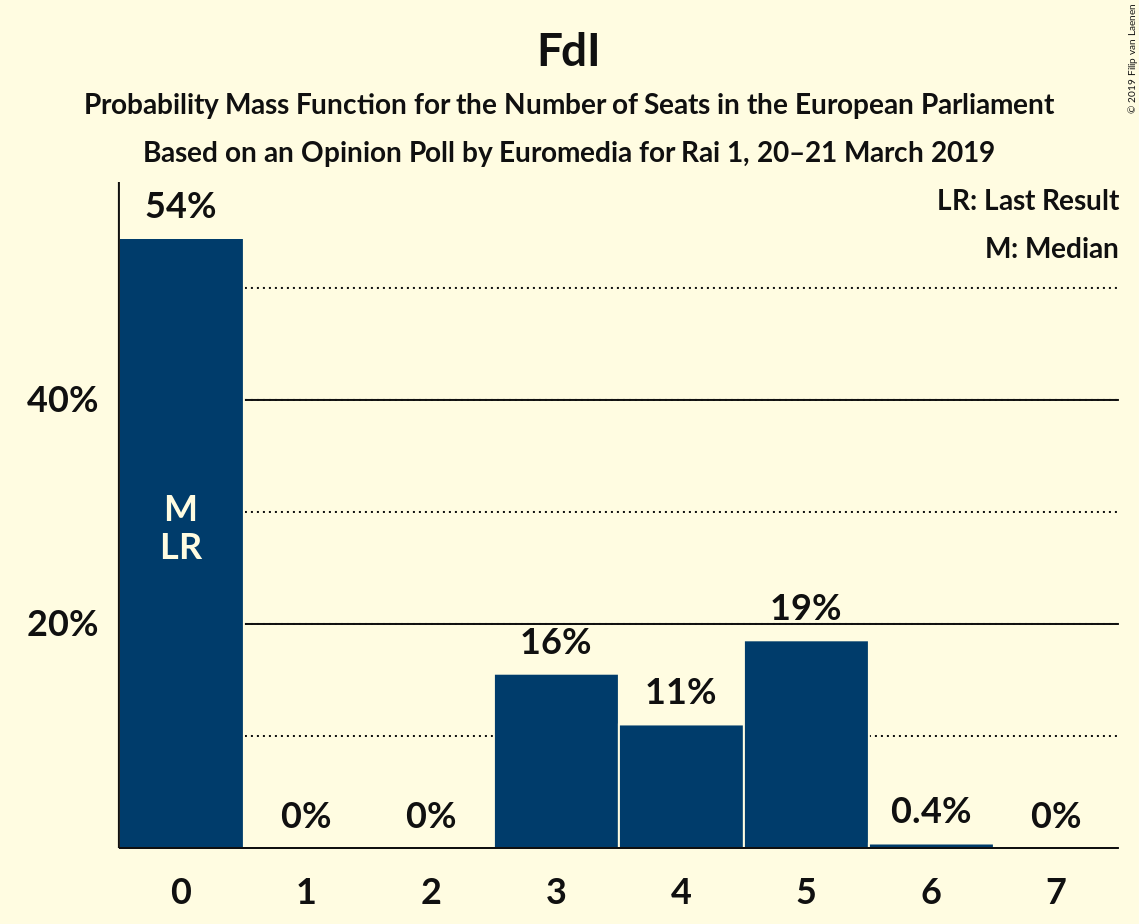 FdI
Probability Mass Function for the Number of Seats in the European Parliament
Based on an Opinion Poll by Euromedia for Rai 1, 20–21 March 2019
© 2019 Filip van Laenen
LR: Last Result
M: Median
54%
40%
20%
M
LR
0%
0%
16%
11%
19%
0.4%
0%
0
1
2
3
4
5
6
7